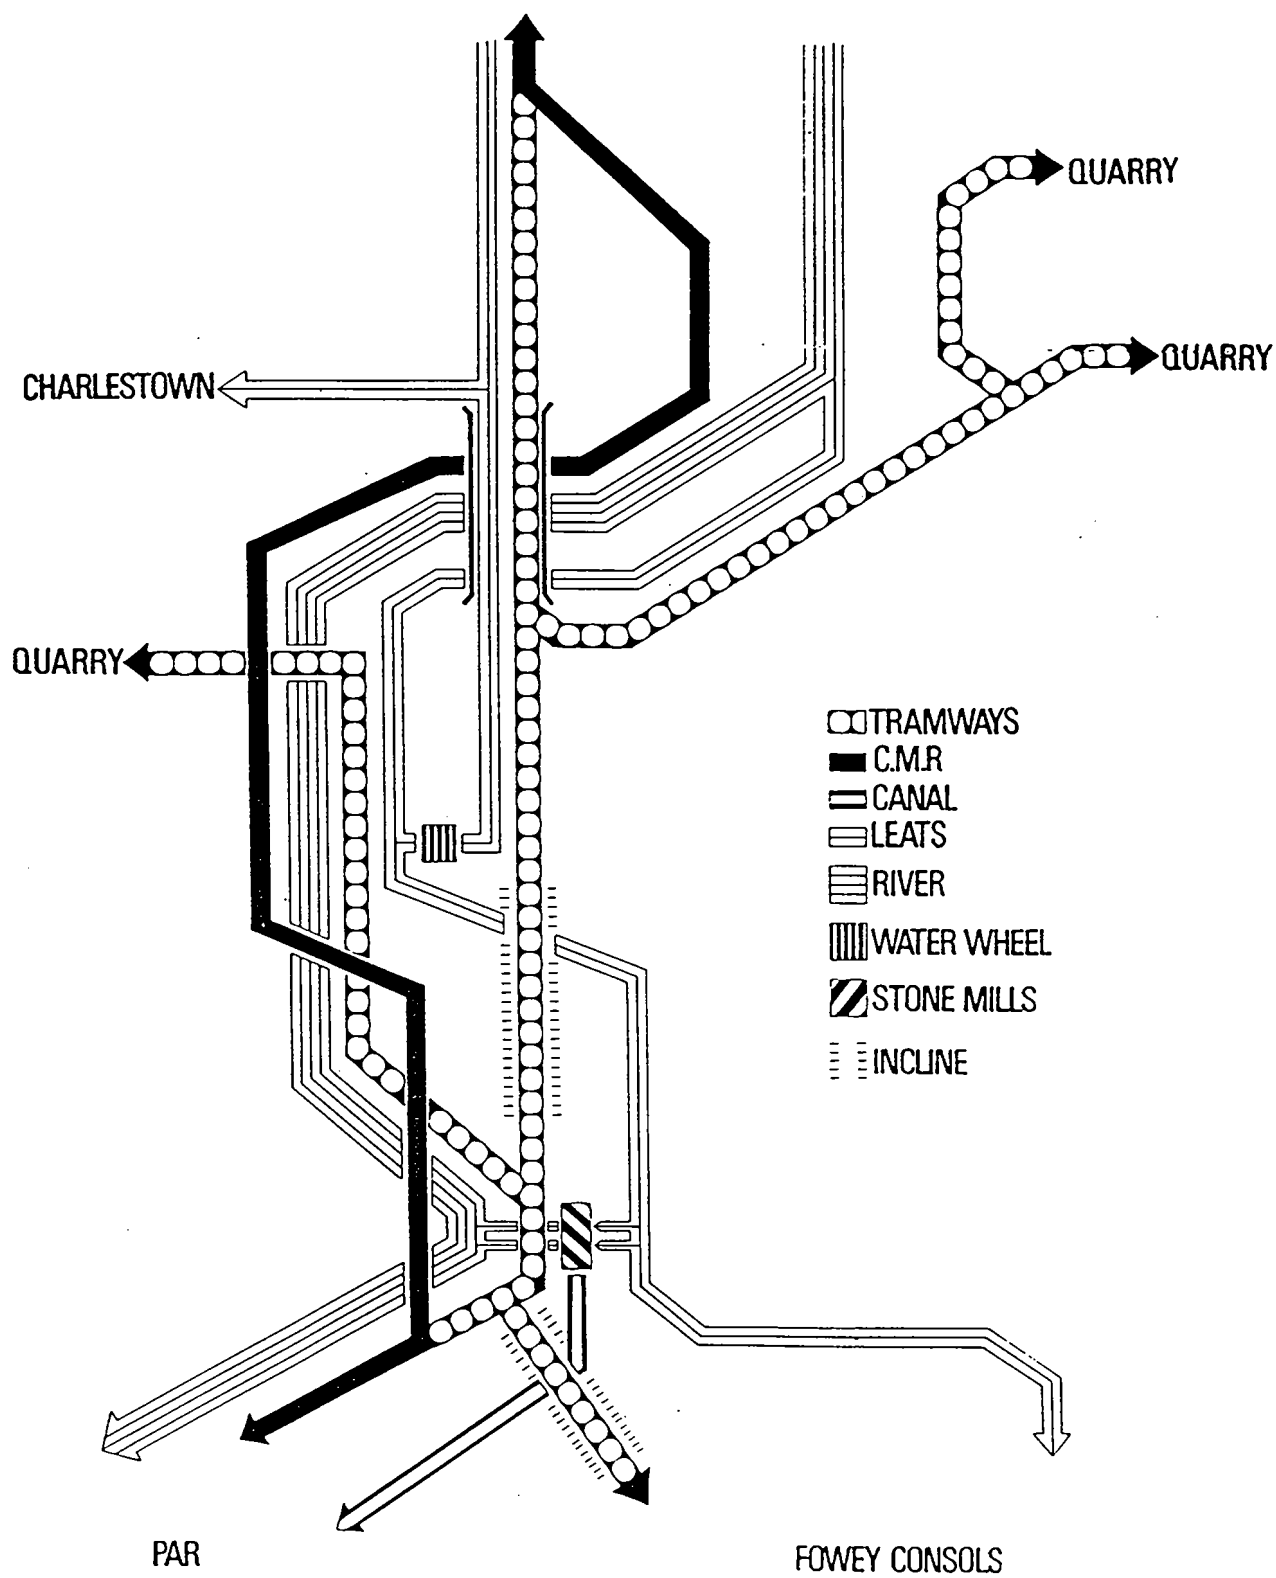 QUARRY
QUARRY
CHARLESTOWN
QUARRY
TRAMWAYS
C.M.R
CANAL
LEATS
RIVER
WATER WHEEL
STONE MILLS
INCLINE
PAR
FOWEY CONSOLS